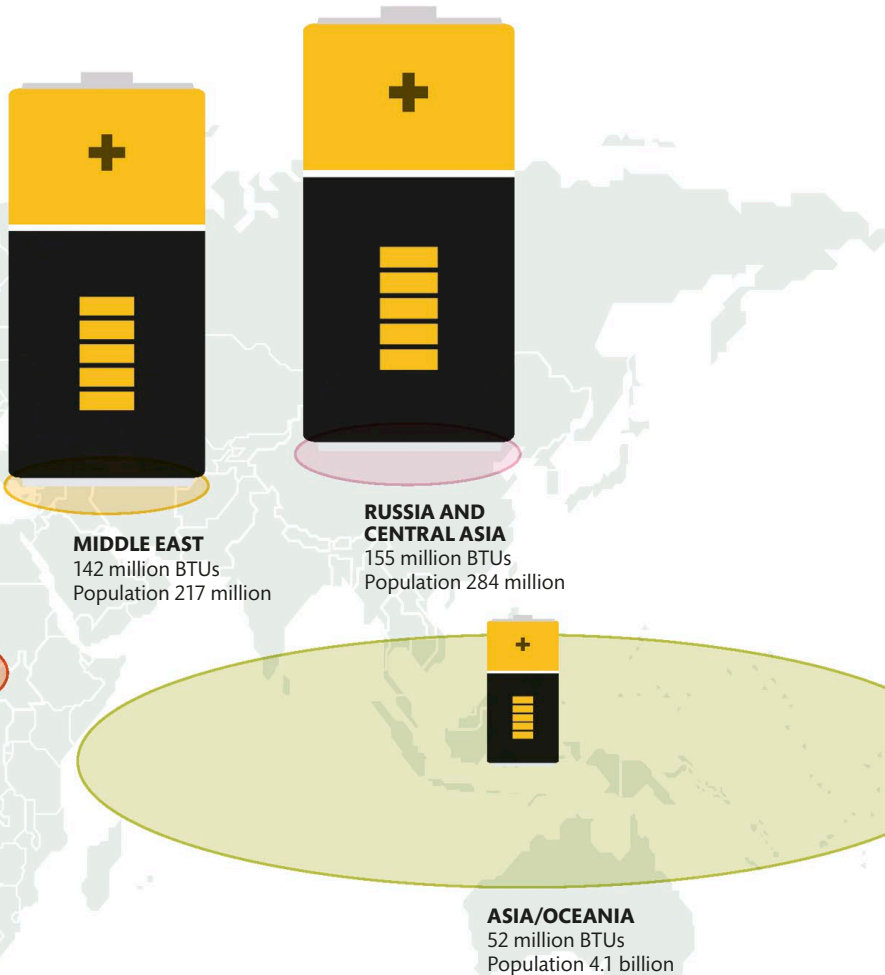 MIDDLE EAST
142 million BTUs
Population 217 million
RUSSIA AND
CENTRAL ASIA
155 million BTUs
Population 284 million
ASIA/OCEANIA
52 million BTUs
Population 4.1 billion